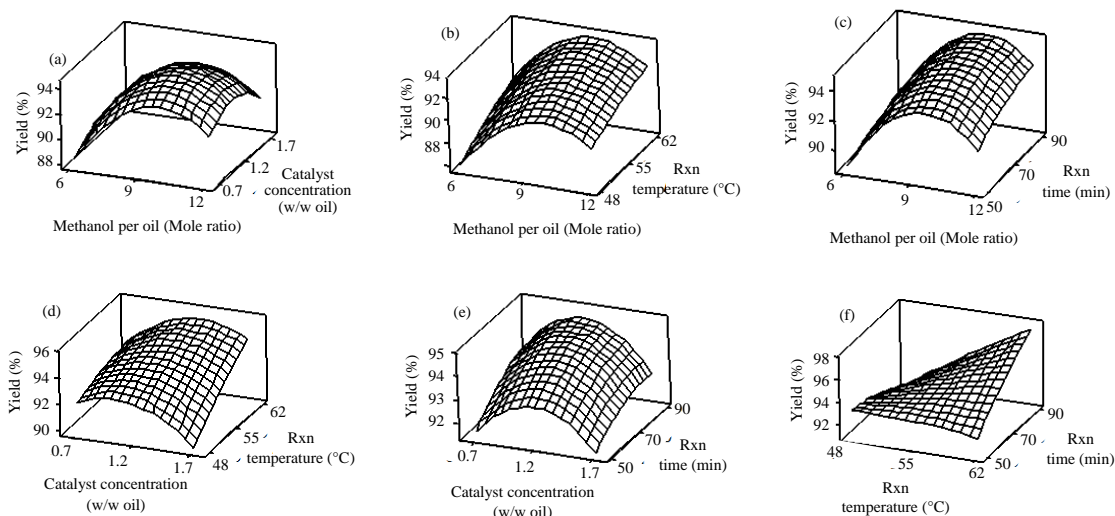 (a)
Yield (%)
94
92
90
88
6
9
12
0.7
1.2
1.7
Catalyst
concentration
(w/w oil)
Methanol per oil (Mole ratio)
(b)
Yield (%)
94
92
90
88
6
9
12
48
55
62
Rxn
temperature (°C)
Methanol per oil (Mole ratio)
(c)
Yield (%)
94
92
90
6
9
12
50
70
90
Rxn
time (min)
Methanol per oil (Mole ratio)
(d)
Yield (%)
96
94
92
90
0.7
1.2
1.7
48
55
62
Rxn
temperature (°C)
Catalyst concentration
(w/w oil)
(e)
Yield (%)
95
94
93
92
0.7
1.2
1.7
50
70
90
Rxn
time (min)
Catalyst concentration
(w/w oil)
(f)
Yield (%)
98
96
94
92
48
55
62
50
70
90
Rxn
time (min)
Rxn
temperature (°C)